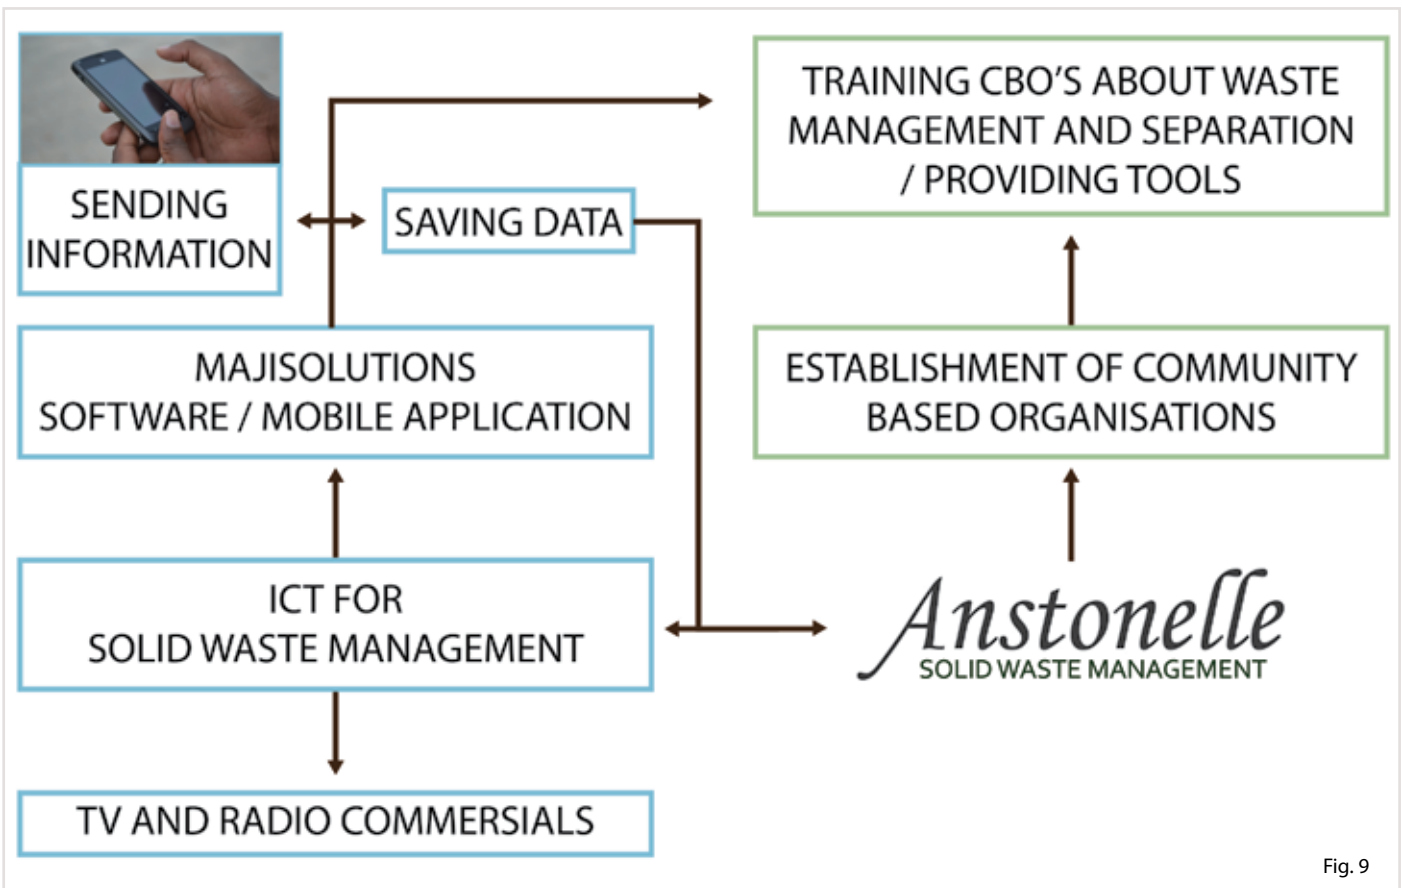 SENDING
INFORMATION
SAVING DATA
TRAINING CBO'S ABOUT WASTE
MANAGEMENT AND SEPARATION
/ PROVIDING TOOLS
MAJISOLUTIONS
SOFTWARE / MOBILE APPLICATION
ESTABLISHMENT OF COMMUNITY
BASED ORGANISATIONS
ICT FOR
SOLID WASTE MANAGEMENT
Anstonelle
SOLID WASTE MANAGEMENT
TV AND RADIO COMMERSIALS
Fig. 9